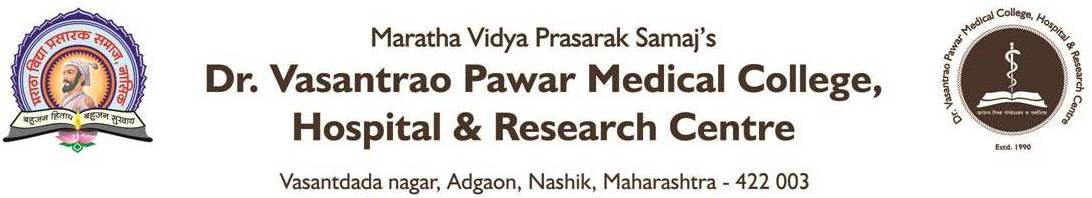 मराठा विद्या प्रसारक समाज, नाशिक
बहुजन हिताय बहुजन सुखाय
Maratha Vidya Prasarak Samaj's
Dr. Vasantrao Pawar Medical College,
Hospital & Research Centre
Vasantdada nagar, Adgaon, Nashik, Maharashtra - 422 003
Dr. Vasantrao Pawar Medical College, Hospital & Research Centre
Estd. 1990